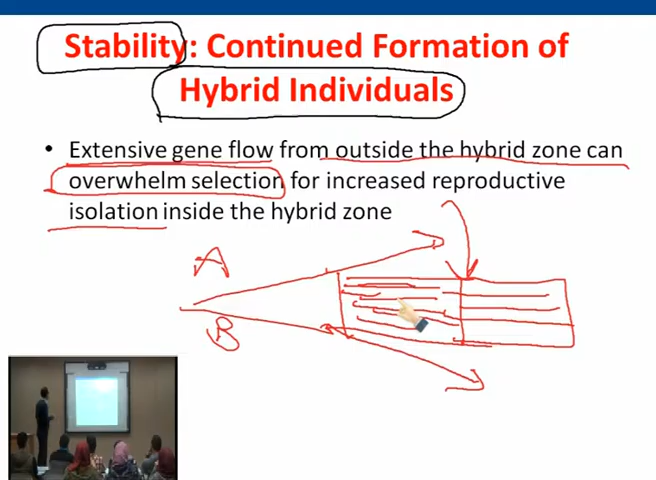 Stability: Continued Formation of
Hybrid Individuals
• Extensive gene flow from outside the hybrid zone can
overwhelm selection for increased reproductive
isolation inside the hybrid zone
A
B